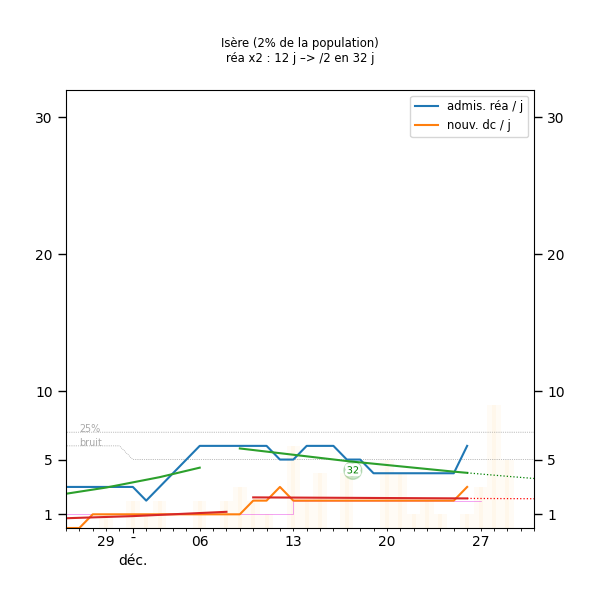 Isère (2% de la population)
réa x2 : 12 j –> /2 en 32 j
admis. réa / j
nouv. dc / j
30 30
20 20
10 10
25%
bruit
5 5
32
1 1
29 - 06 13 20 27
déc.